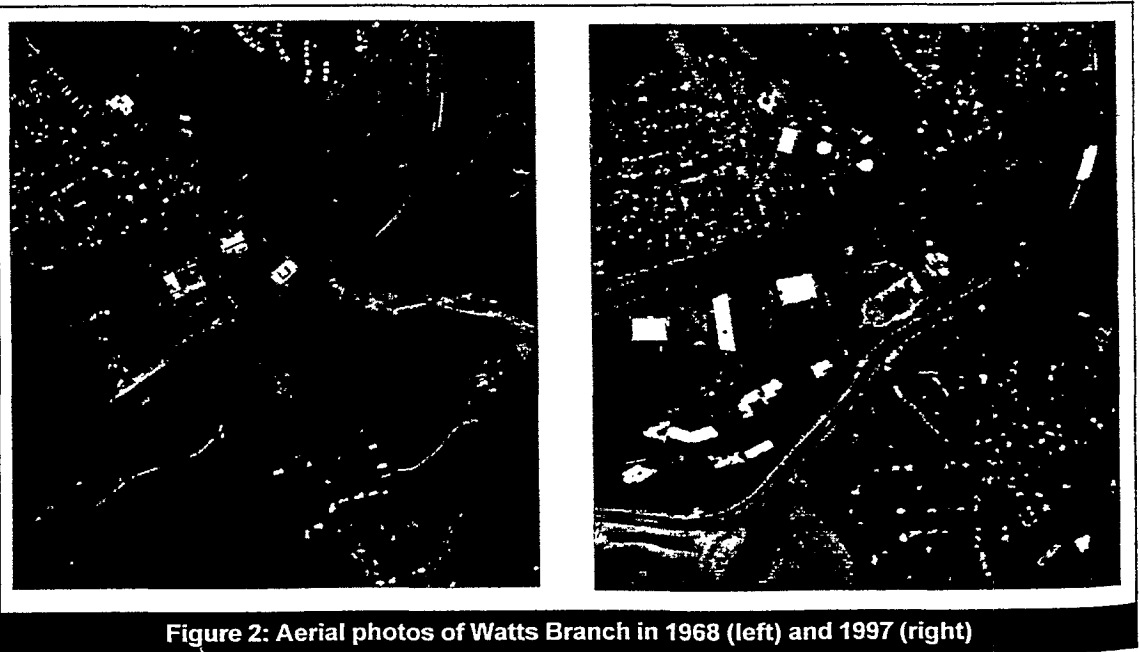 Figure 2: Aerial photos of Watts Branch in 1968 (left) and 1997 (right)